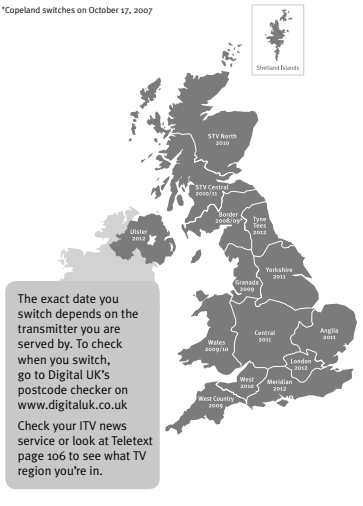 *Copeland switches on October 17, 2007
Shetland Islands
STV North
2010
STV Central
2010/11
Border
2008/09
Tyne
Tees
2012
Ulster
2012
Yorkshire
2011
Granada
2009
Wales
2009/10
Central
2011
Anglia
2011
London
2012
West
2010
Meridian
2012
West Country
2009
The exact date you
switch depends on the
transmitter you are
served by. To check
when you switch,
go to Digital UK's
postcode checker on
www.digitaluk.co.uk
Check your ITV news
service or look at Teletext
page 106 to see what TV
region you're in.